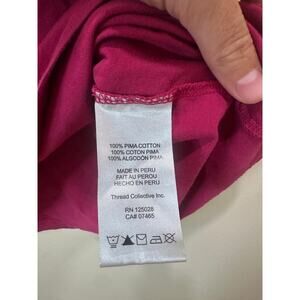 100% PIMA COTTON
100% COTON PIMA
100% ALGODON PIMA
MADE IN PERU
FAIT AU PEROU
HECHO EN PERU
Thread Collective Inc.
RN 125028
CA# 07465